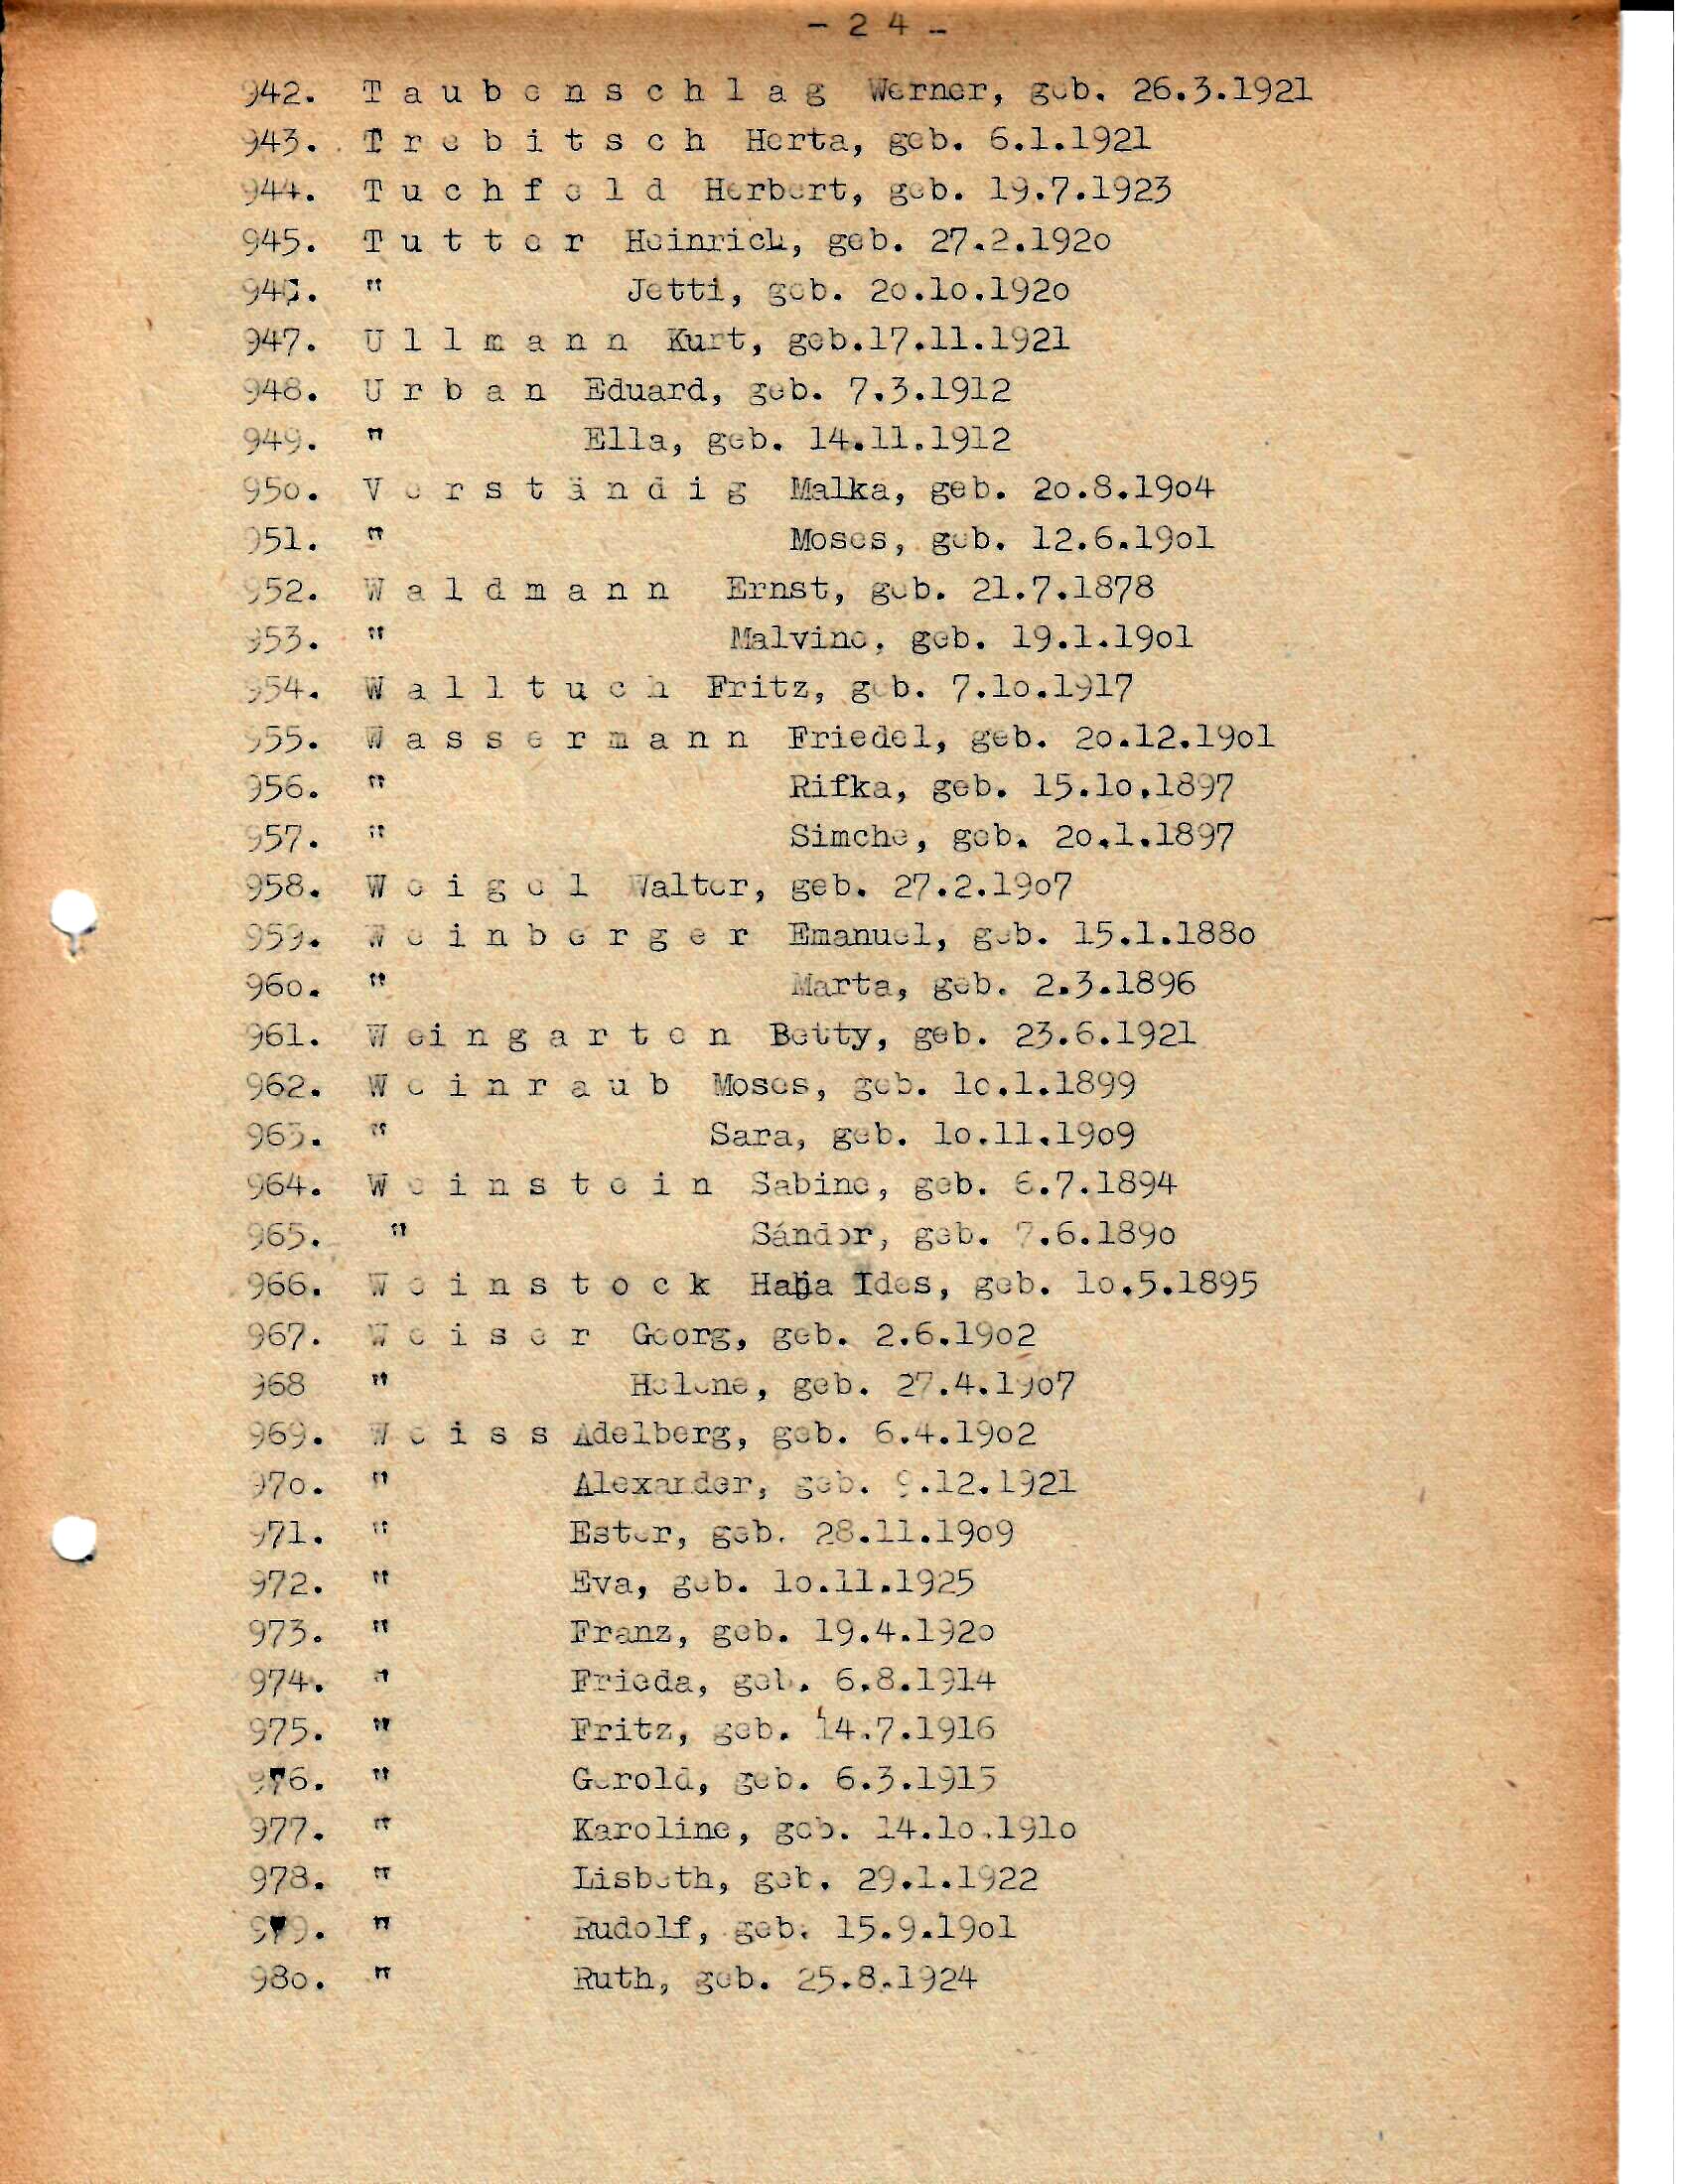 - 2 4 -
942. T a u b e n s c h l a g Werner, geb. 26.3.1921
943. T r e b i t s c h Herta, geb. 6.1.1921
944. T u c h f e l d Herbert, geb. 19.7.1923
945. T u t t e r Heinrich, geb. 27.2.192o
946. " Jetti, geb. 2o.1o.192o
947. U l l m a n n Kurt, geb.17.11.1921
948. U r b a n Eduard, geb. 7.3.1912
949. " Ella, geb. 14.11.1912
95o. V e r s t ä n d i g Malka, geb. 2o.8.19o4
951. " Moses, geb. 12.6.19o1
952. W a l d m a n n Ernst, geb. 21.7.1878
953. " Malvine, geb. 19.1.19o1
954. W a l l t u c h Fritz, geb. 7.1o.1917
955. W a s s e r m a n n Friedel, geb. 2o.12.19o1
956. " Rifka, geb. 15.1o.1897
957. " Simche, geb. 2o.1.1897
958. W e i g e l Walter, geb. 27.2.19o7
959. W e i n b e r g e r Emanuel, geb. 15.1.188o
96o. " Marta, geb. 2.3.1896
961. W ei n g a r t e n Betty, geb. 23.6.1921
962. W e i n r a u b Moses, geb. 1o.1.1899
963. " Sara, geb. 1o.11.19o9
964. W e i n s t e i n Sabine, geb. 6.7.1894
965. " Sándor, geb. 7.6.189o
966. W e i n s t o c k Ides, geb. 1o.5.1895
967. W e i s e r Georg, geb. 2.6.19o2
968 " Helene, geb. 27.4.19o7
969. W e i s s Adelberg, geb. 6.4.19o2
97o. " Alexander, geb. 9.12.1921
971. " Ester, geb. 28.11.19o9
972. " Eva, geb. 1o.11.1925
973. " Franz, geb. 19.4.192o
974. " Frieda, geb. 6.8.1914
975. " Fritz, geb. 14.7.1916
976. " Gerold, geb. 6.3.1915
977. " Karoline, geb. 14.1o.191o
978. " Lisbeth, geb. 29.1.1922
979. " Rudolf, geb. 15.9.19o1
98o. " Ruth, geb. 25.8.1924